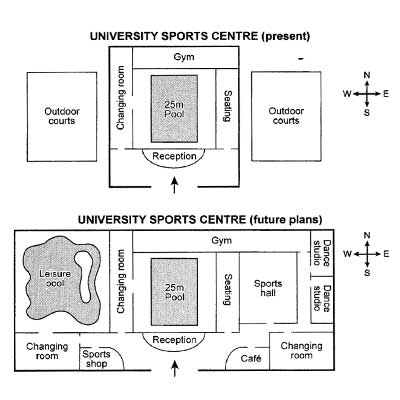 UNIVERSITY SPORTS CENTRE (present)
Gym
Changing room
25m
Pool
Seating
Outdoor
courts
Outdoor
courts
Reception
N
W E
S
UNIVERSITY SPORTS CENTRE (future plans)
Gym
Leisure
pool
Changing room
25m
Pool
Seating
Sports
hall
Dance
studio
Dance
studio
Reception
Changing
room
Sports
shop
Café
Changing
room
N
W E
S